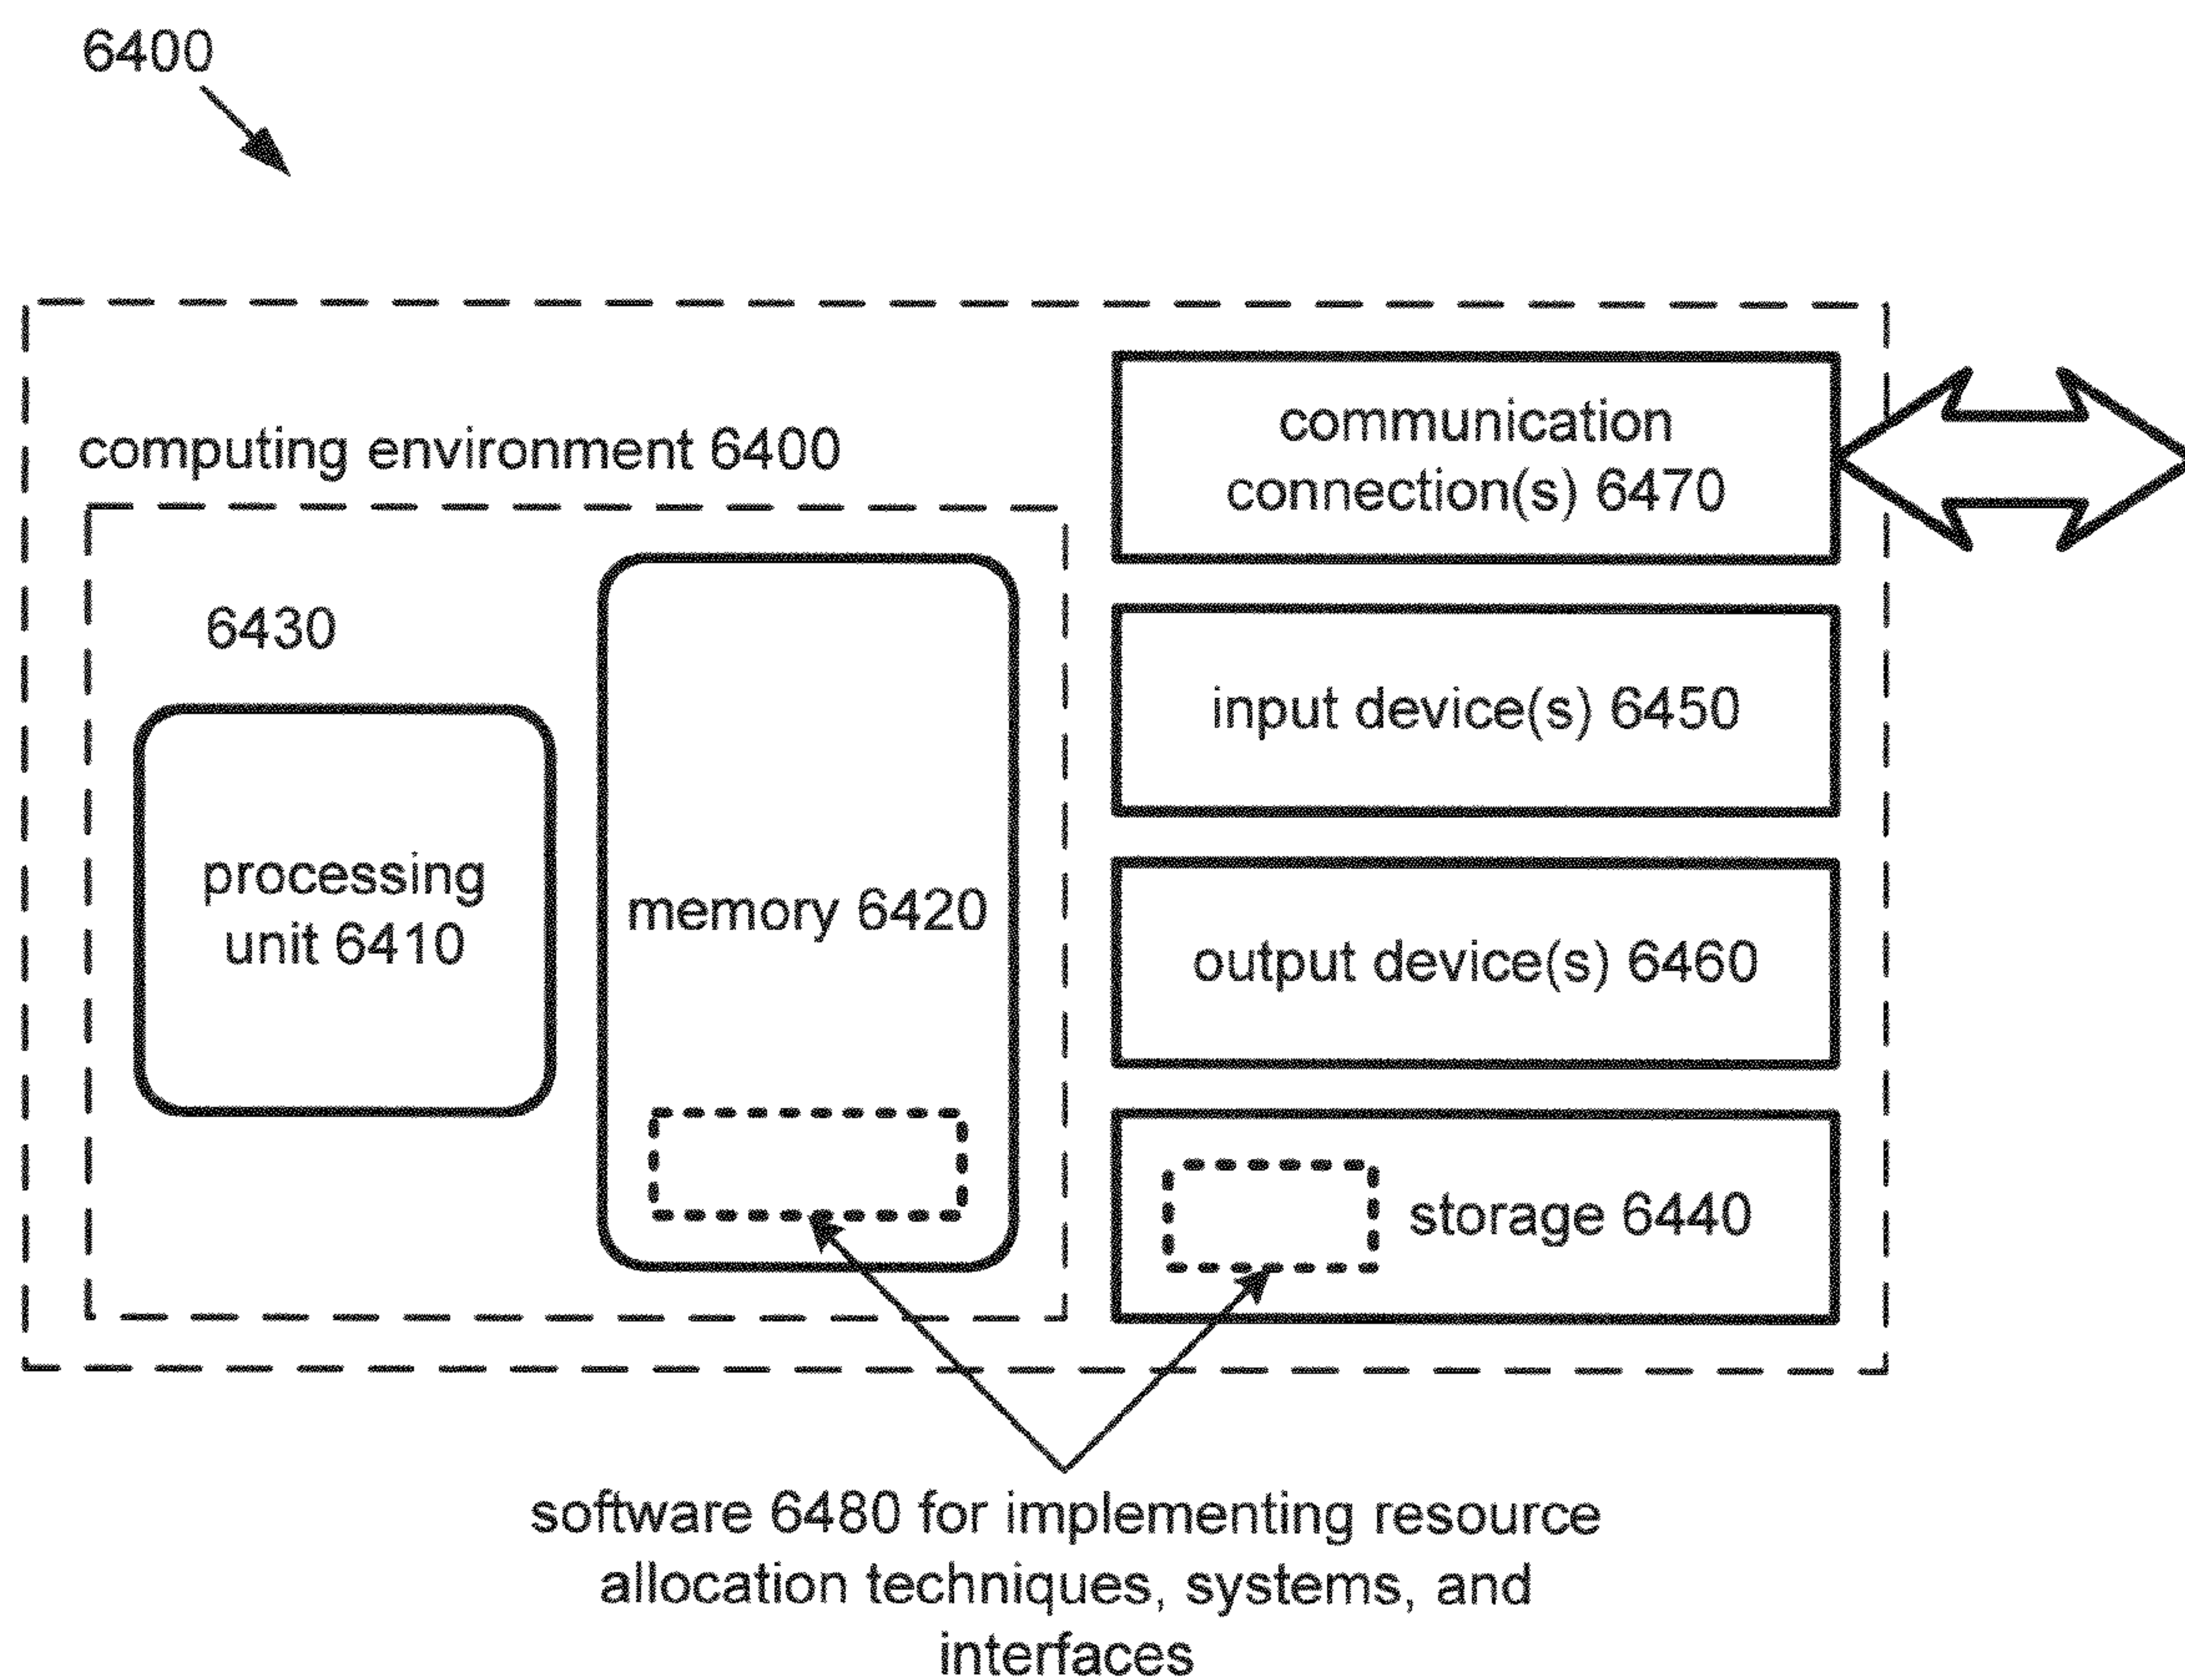 6400
computing environment 6400
communication
connection(s) 6470
6430
input device(s) 6450
processing
unit 6410
memory 6420
output device(s) 6460
storage 6440
software 6480 for implementing resource
allocation techniques, systems, and
interfaces